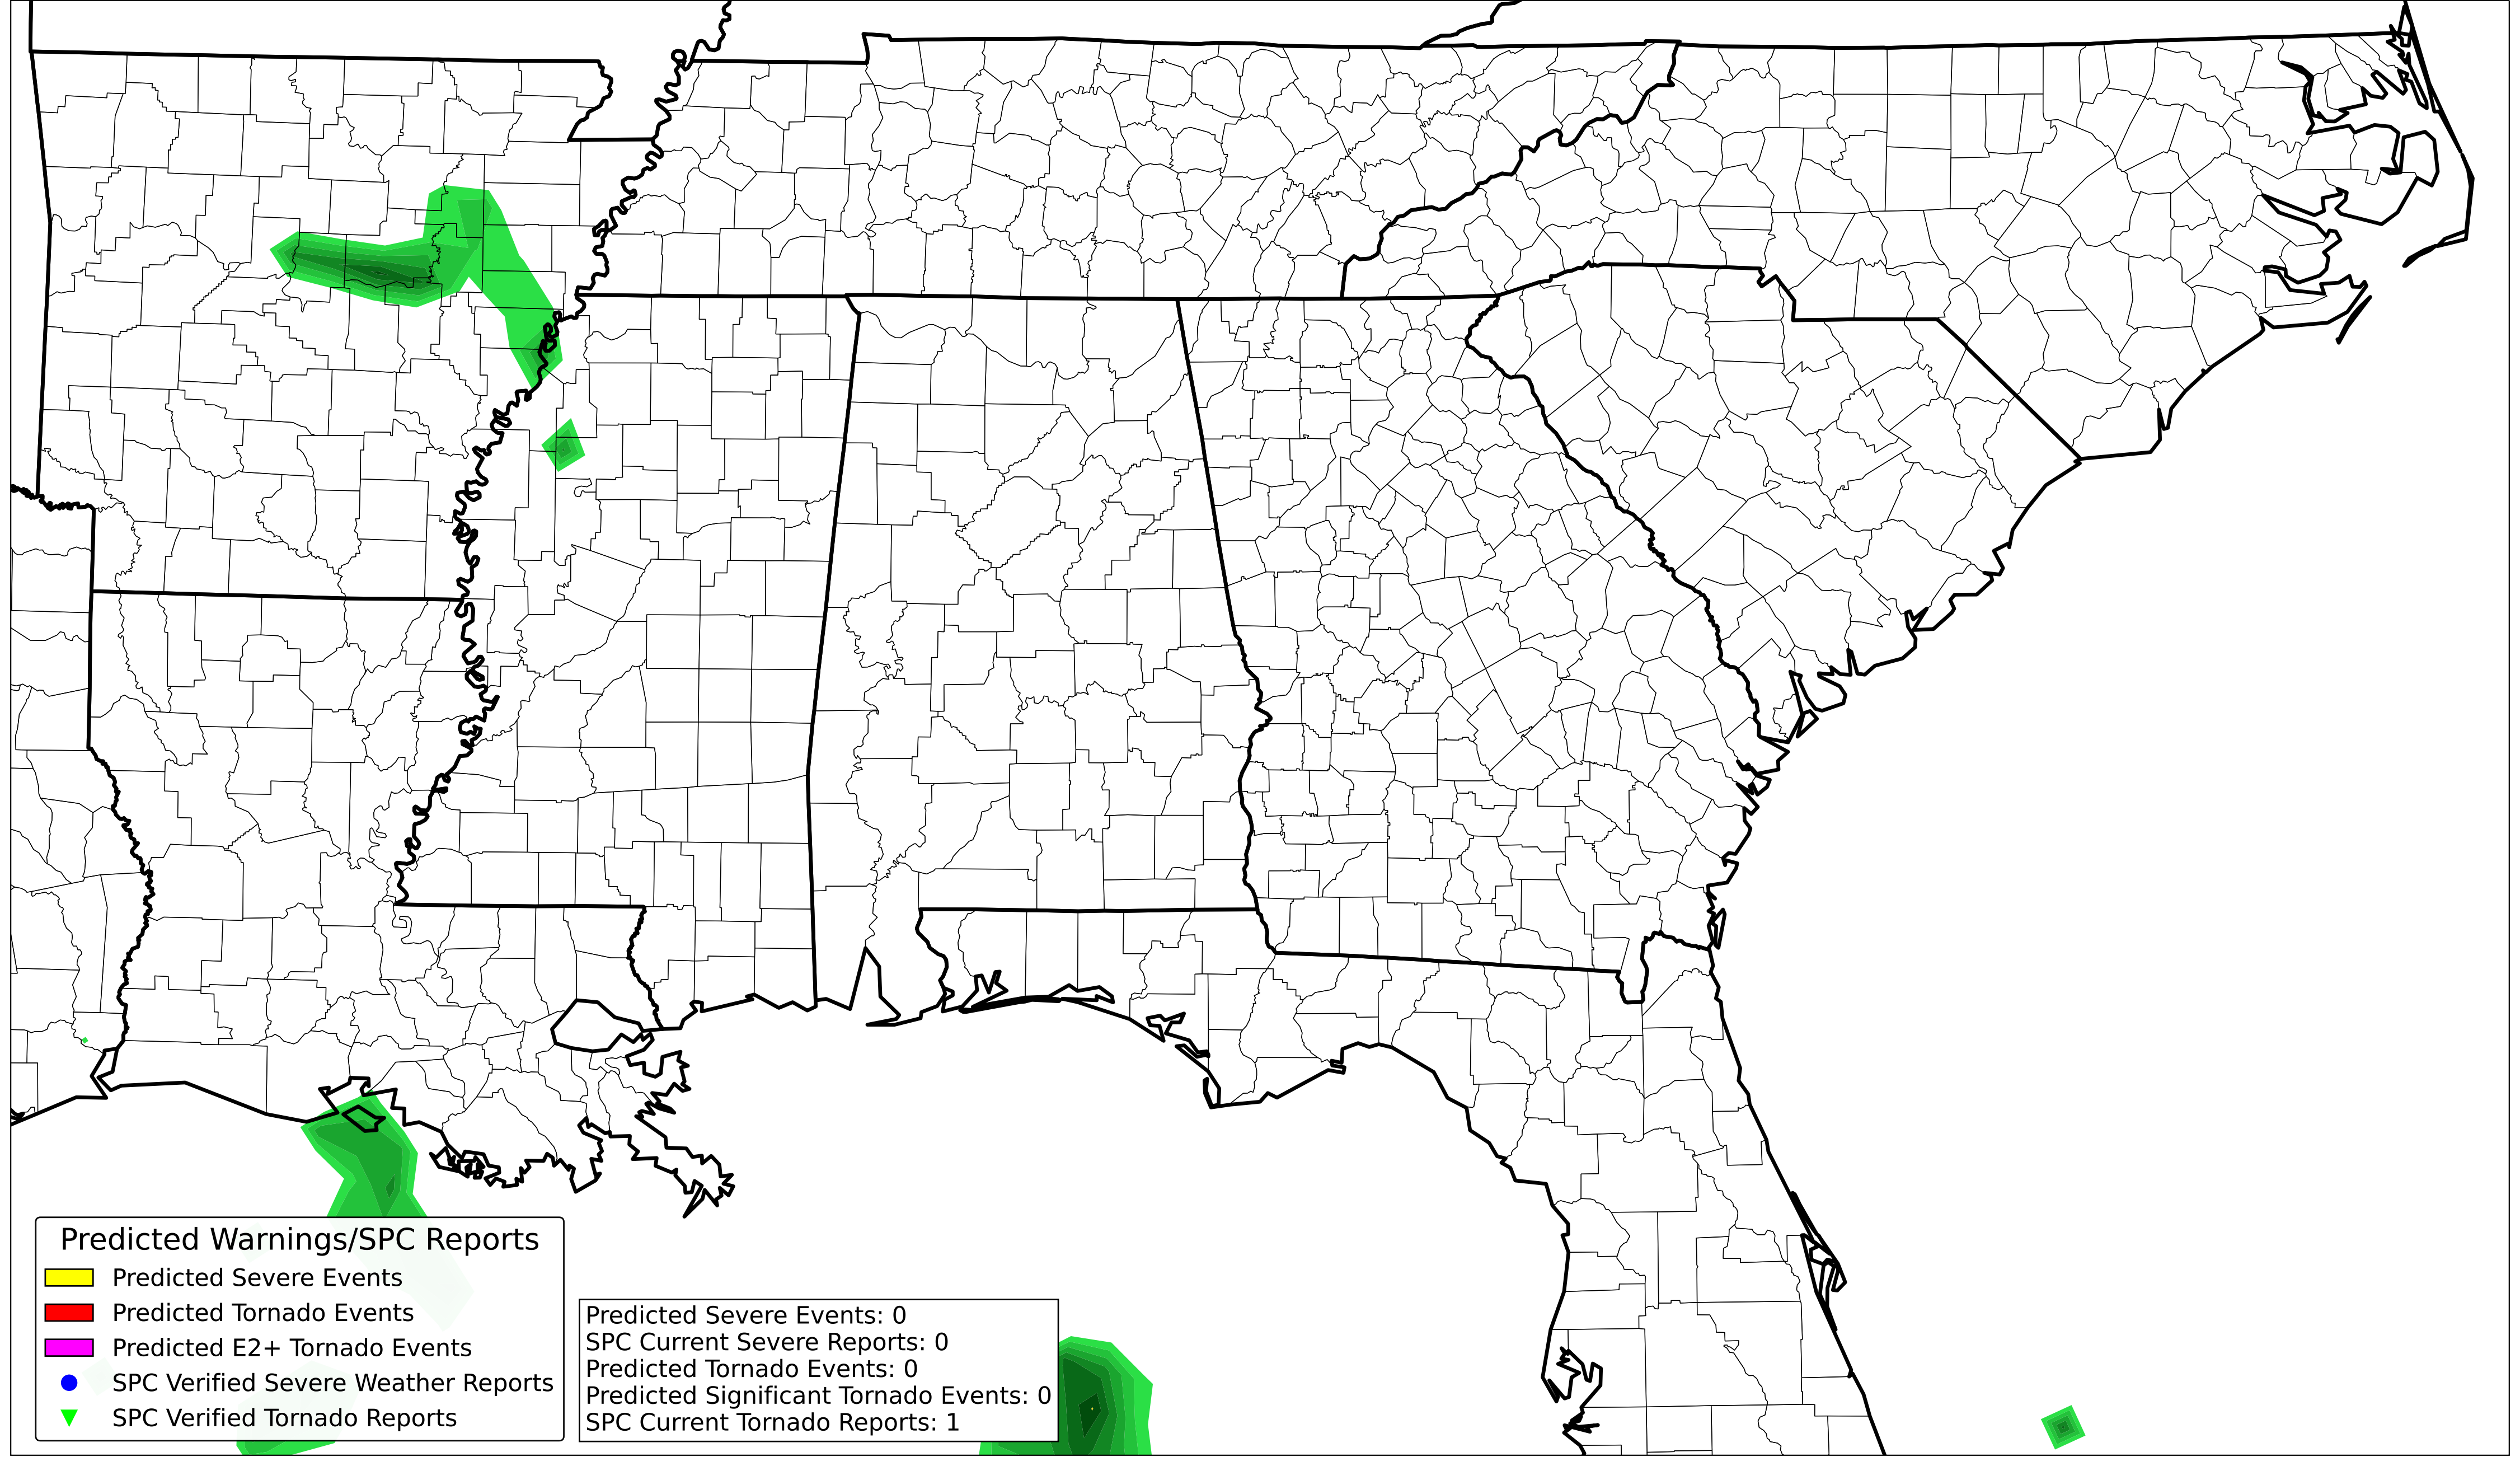 Predicted Warnings/SPC Reports
Predicted Severe Events
Predicted Tornado Events
Predicted E2+ Tornado Events
SPC Verified Severe Weather Reports
SPC Verified Tornado Reports
Predicted Severe Events: 0
SPC Current Severe Reports: 0
Predicted Tornado Events: 0
Predicted Significant Tornado Events: 0
SPC Current Tornado Reports: 1